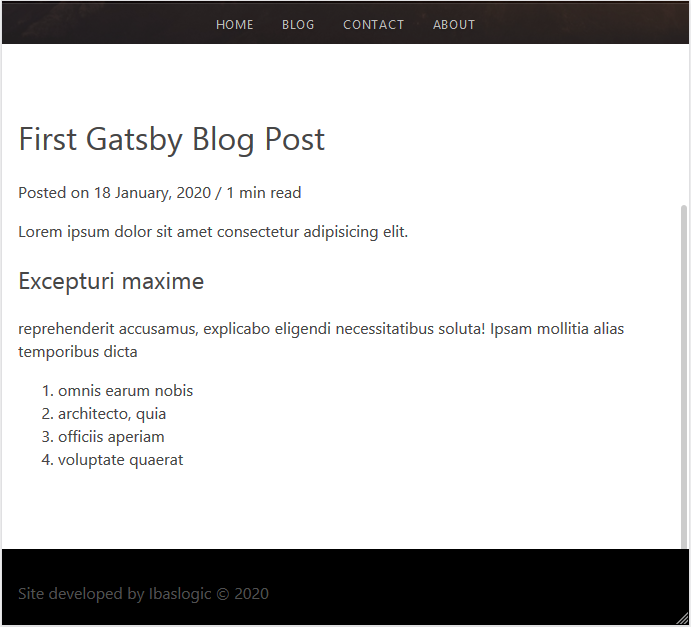 HOME BLOG CONTACT ABOUT
First Gatsby Blog Post
Posted on 18 January, 2020 / 1 min read
Lorem ipsum dolor sit amet consectetur adipisicing elit.
Excepturi maxime
reprehenderit accusamus, explicabo eligendi necessitatibus soluta! Ipsam mollitia alias
temporibus dicta
1. omnis earum nobis
2. architecto, quia
3. officiis aperiam
4. voluptate quaerat
Site developed by Ibaslogic © 2020